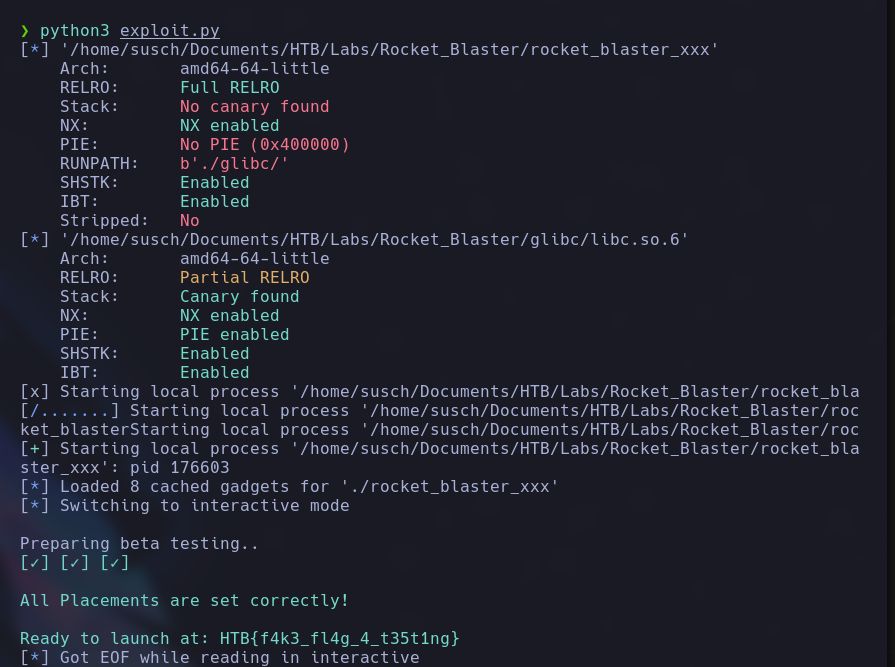 ❯ python3 exploit.py
[*] '/home/susch/Documents/HTB/Labs/Rocket_Blaster/rocket_blaster_xxx'
    Arch:       amd64-64-little
    RELRO:      Full RELRO
    Stack:      No canary found
    NX:         NX enabled
    PIE:        No PIE (0x400000)
    RUNPATH:    b'./glibc/'
    SHSTK:      Enabled
    IBT:        Enabled
    Stripped:   No
[*] '/home/susch/Documents/HTB/Labs/Rocket_Blaster/glibc/libc.so.6'
    Arch:       amd64-64-little
    RELRO:      Partial RELRO
    Stack:      Canary found
    NX:         NX enabled
    PIE:        PIE enabled
    SHSTK:      Enabled
    IBT:        Enabled
[x] Starting local process '/home/susch/Documents/HTB/Labs/Rocket_Blaster/rocket_bla
[/.......] Starting local process '/home/susch/Documents/HTB/Labs/Rocket_Blaster/roc
ket_blasterStarting local process '/home/susch/Documents/HTB/Labs/Rocket_Blaster/roc
[+] Starting local process '/home/susch/Documents/HTB/Labs/Rocket_Blaster/rocket_bla
ster_xxx': pid 176603
[*] Loaded 8 cached gadgets for './rocket_blaster_xxx'
[*] Switching to interactive mode

Preparing beta testing..
[✓] [✓] [✓]

All Placements are set correctly!

Ready to launch at: HTB{f4k3_fl4g_4_t35t1ng}
[*] Got EOF while reading in interactive